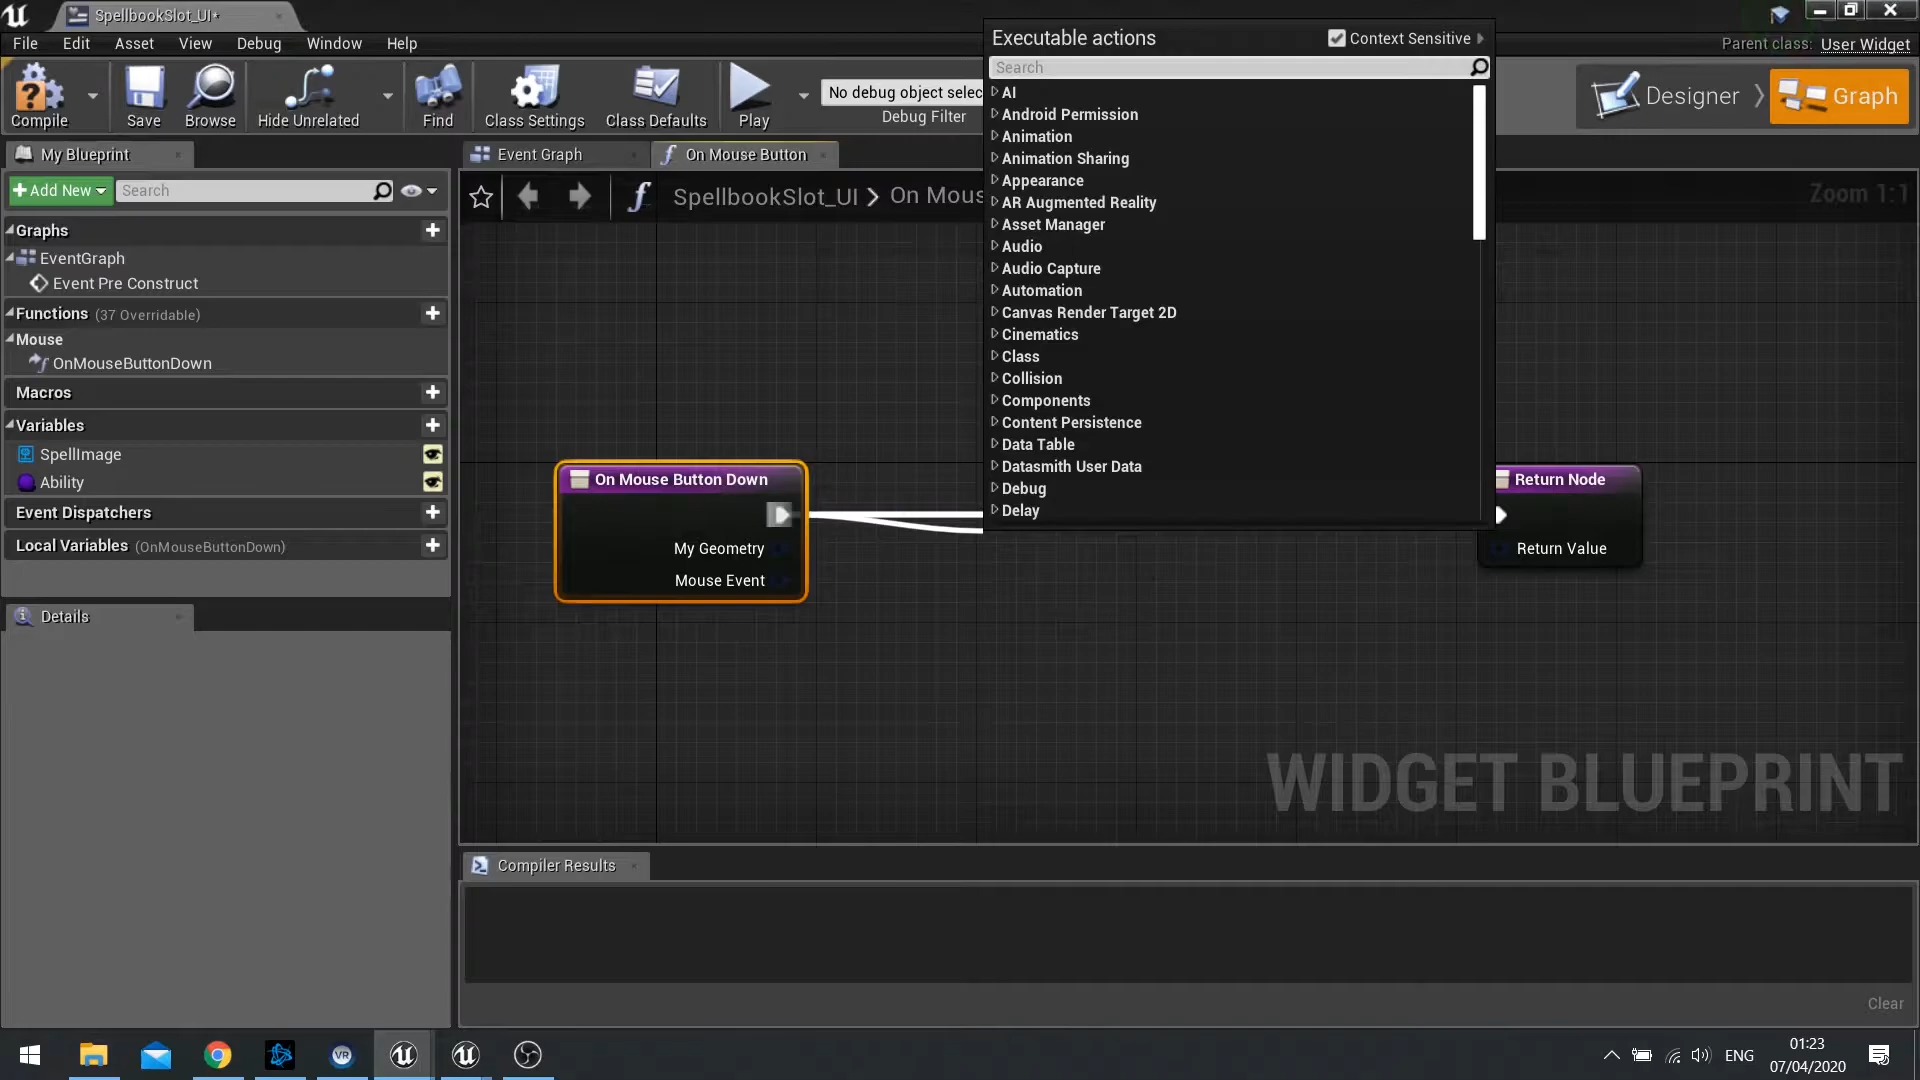 SpellbookSlot_UI*
File Edit Asset View Debug Window Help
Parent class: User Widget
Compile
Save
Browse
Hide Unrelated
Find
Class Settings
Class Defaults
Play
No debug object selec
Debug Filter
Designer
Graph
My Blueprint
Add New
Search
Graphs
EventGraph
Event Pre Construct
Functions (37 Overridable)
Mouse
OnMouseButtonDown
Macros
Variables
SpellImage
Ability
Event Dispatchers
Local Variables (OnMouseButtonDown)
Details
Event Graph
On Mouse Button
SpellbookSlot_UI > On Mous
Zoom 1:1
On Mouse Button Down
My Geometry
Mouse Event
Executable actions
Context Sensitive
Search
AI
Android Permission
Animation
Animation Sharing
Appearance
AR Augmented Reality
Asset Manager
Audio
Audio Capture
Automation
Canvas Render Target 2D
Cinematics
Class
Collision
Components
Content Persistence
Data Table
Datasmith User Data
Debug
Delay
Return Node
Return Value
WIDGET BLUEPRINT
Compiler Results
Clear
VR
ENG
01:23
07/04/2020